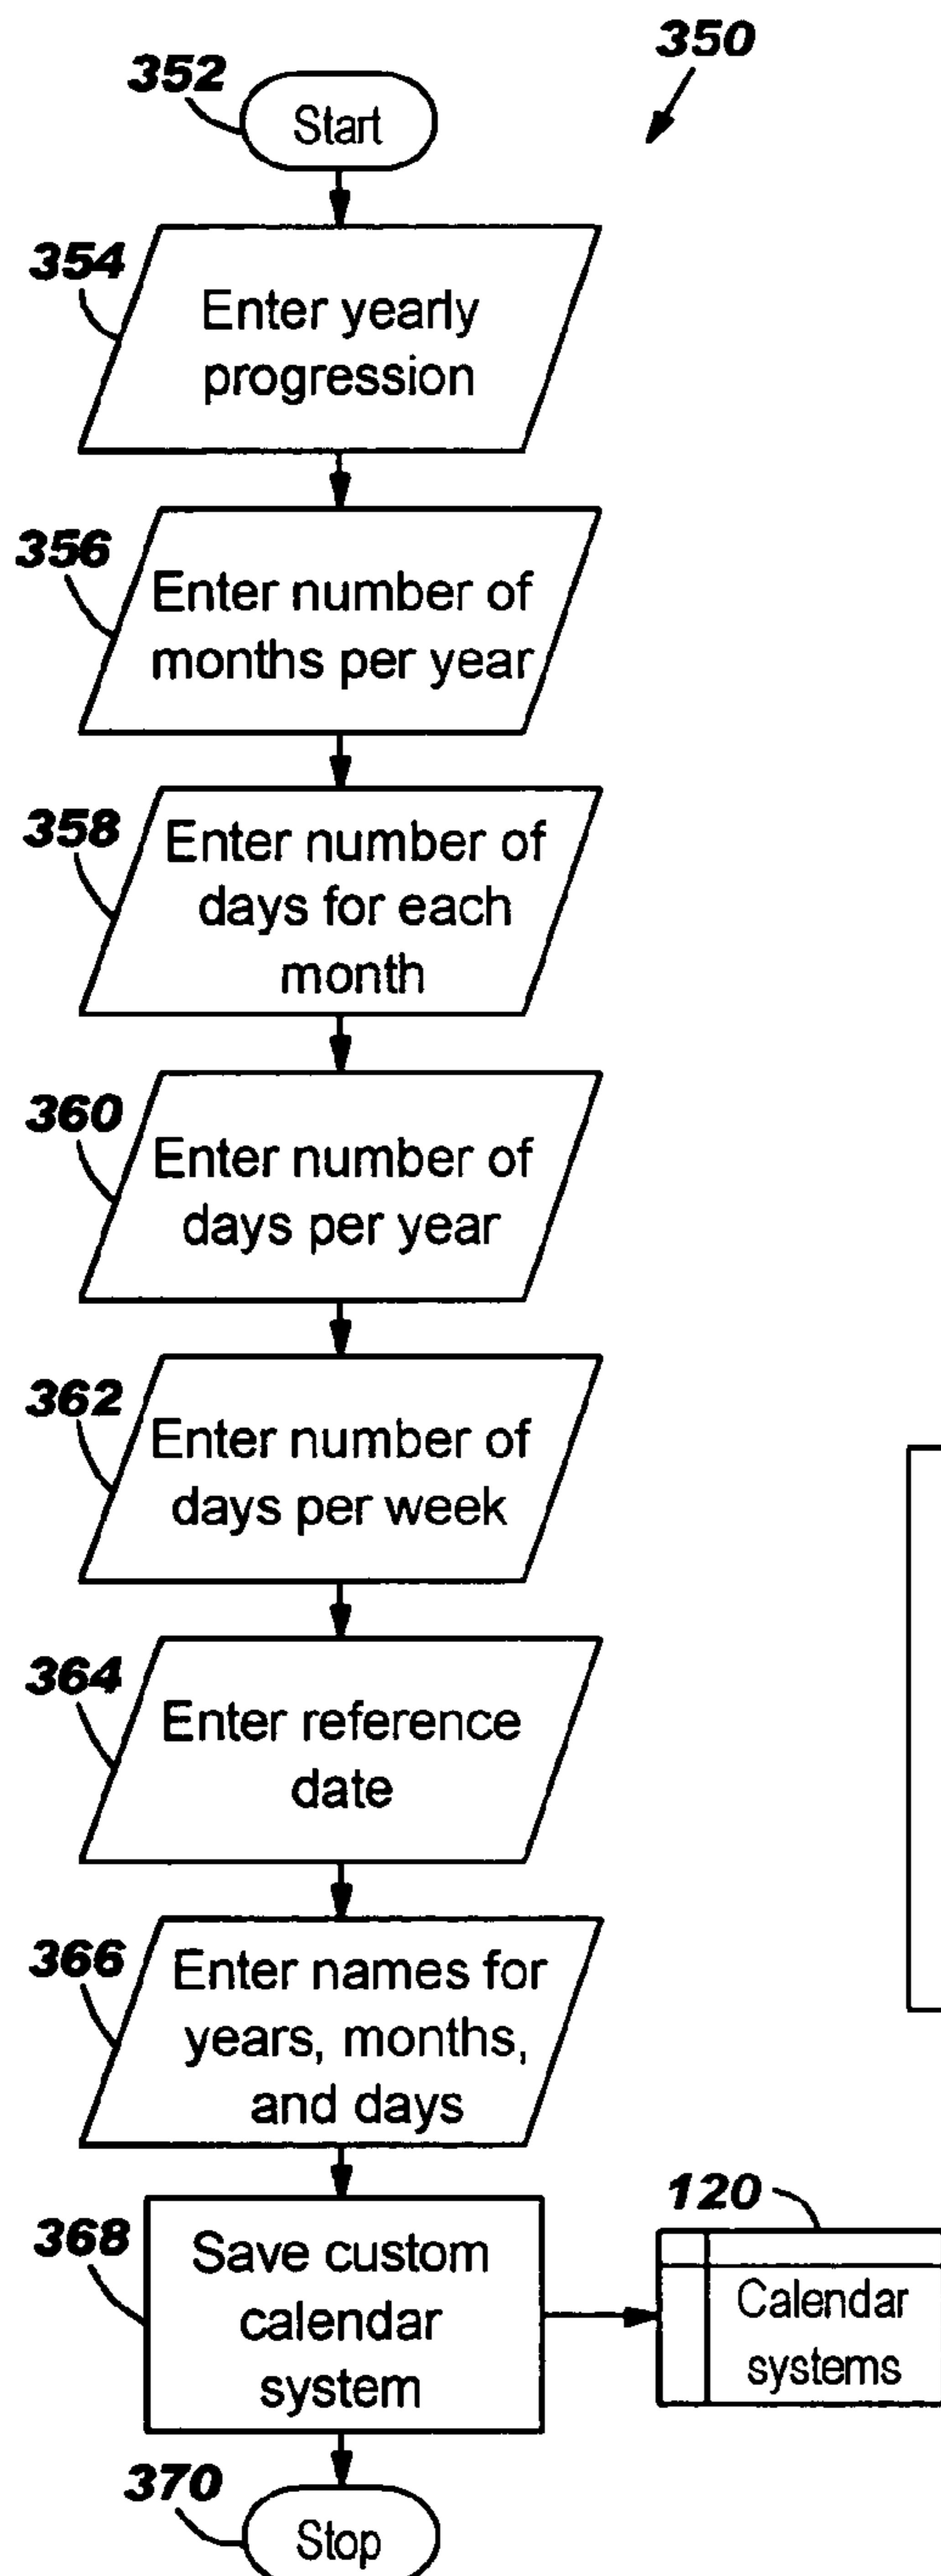 350
352
Start
354
Enter yearly
progression
356
Enter number of
months per year
358
Enter number of
days for each
month
360
Enter number of
days per year
362
Enter number of
days per week
364
Enter reference
date
366
Enter names for
years, months,
and days
368
Save custom
calendar
system
120
Calendar
systems
370
Stop